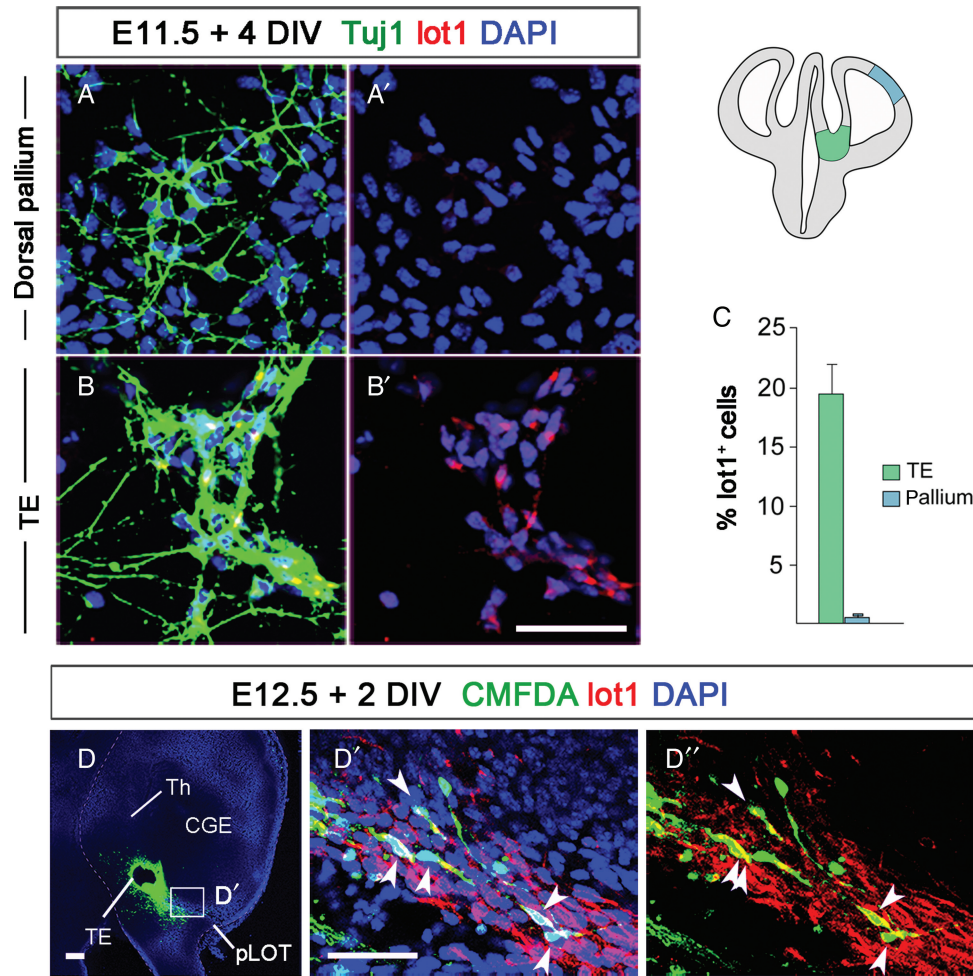 E11.5 + 4 DIV Tuj1 lot1 DAPI
Dorsal pallium
A
A′
TE
B
B′
C
% lot1⁺ cells
25
20
15
10
5
TE
Pallium
E12.5 + 2 DIV CMFDA lot1 DAPI
D
Th
CGE
D′
TE
pLOT
D′
D′′